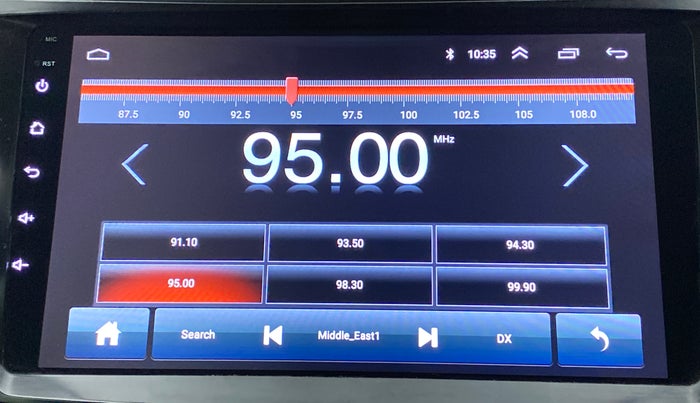 MIC
10:35
RST
87.5 90 92.5 95 97.5 100 102.5 105 108.0
95.00 MHz
91.10 93.50 94.30
95.00 98.30 99.90
Search Middle_East1 DX